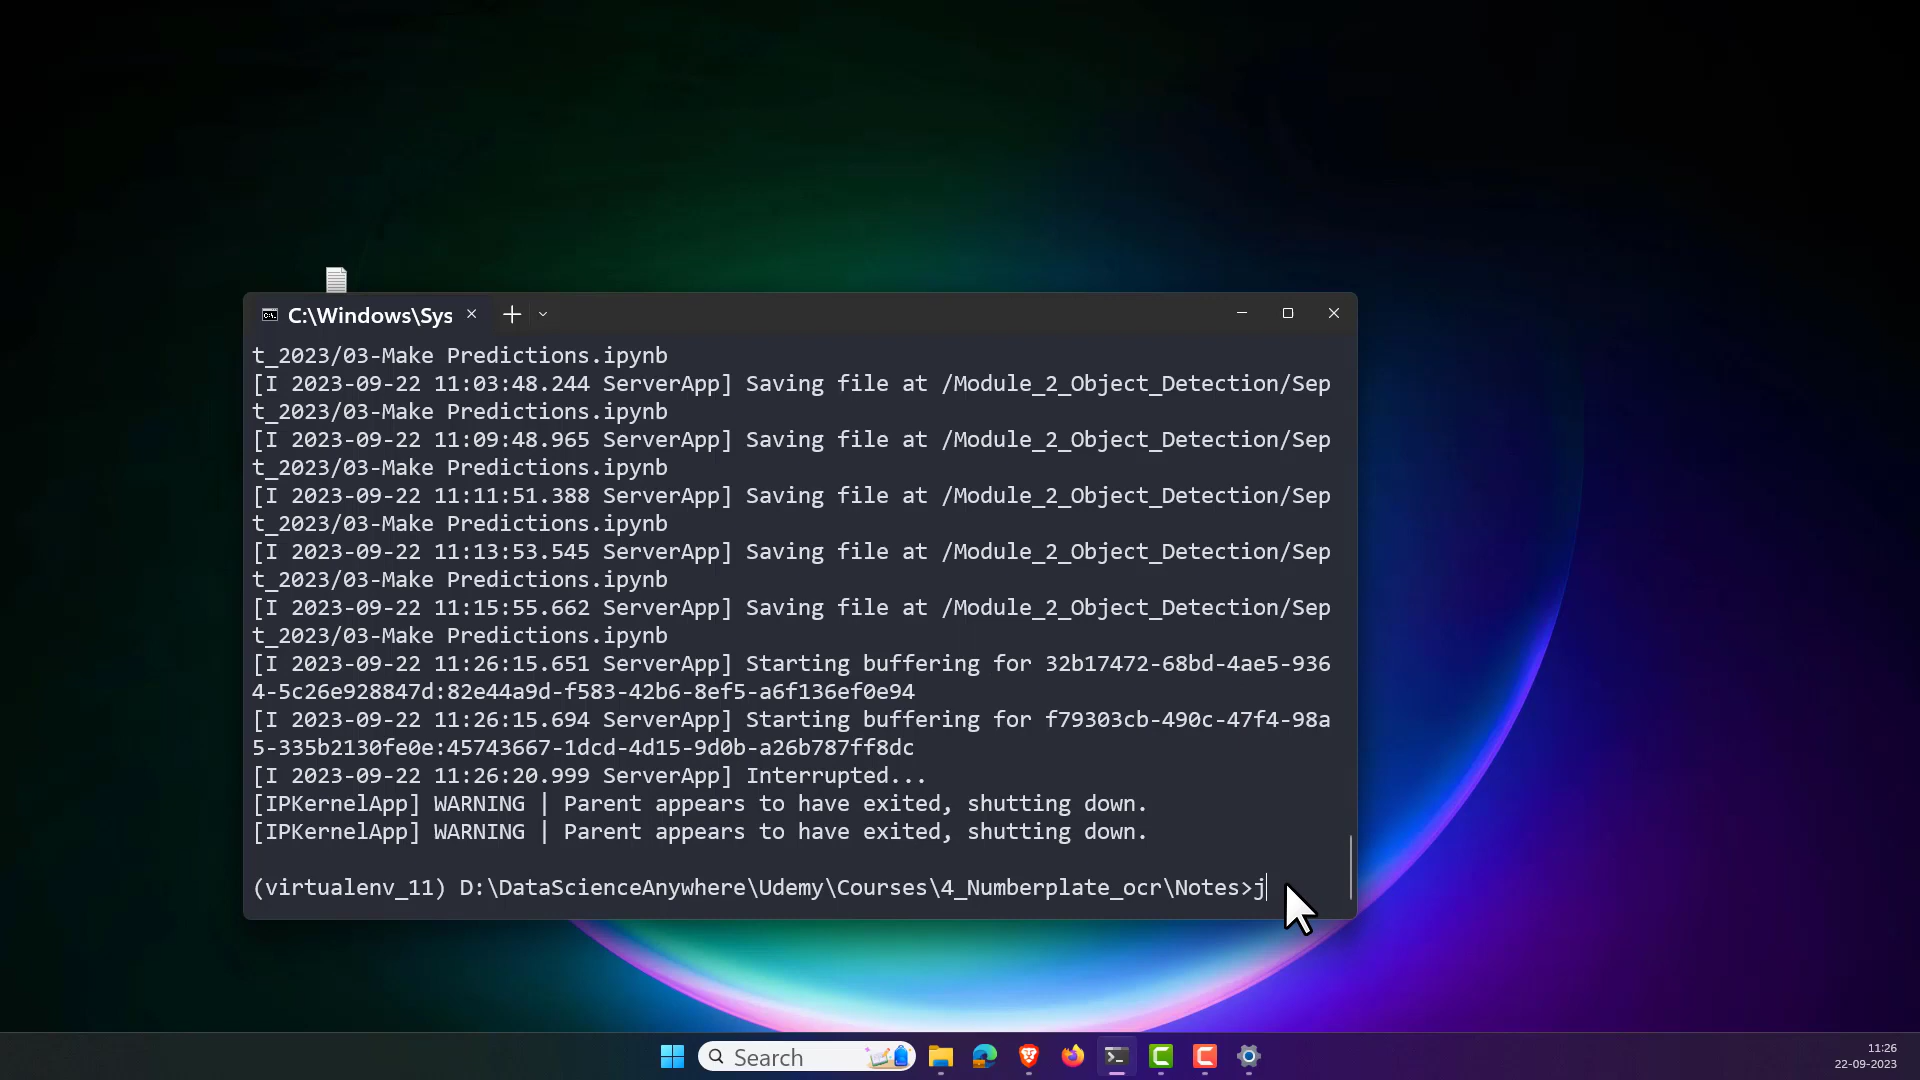 C:\Windows\Sys
t_2023/03-Make Predictions.ipynb
[I 2023-09-22 11:03:48.244 ServerApp] Saving file at /Module_2_Object_Detection/Sep
t_2023/03-Make Predictions.ipynb
[I 2023-09-22 11:09:48.965 ServerApp] Saving file at /Module_2_Object_Detection/Sep
t_2023/03-Make Predictions.ipynb
[I 2023-09-22 11:11:51.388 ServerApp] Saving file at /Module_2_Object_Detection/Sep
t_2023/03-Make Predictions.ipynb
[I 2023-09-22 11:13:53.545 ServerApp] Saving file at /Module_2_Object_Detection/Sep
t_2023/03-Make Predictions.ipynb
[I 2023-09-22 11:15:55.662 ServerApp] Saving file at /Module_2_Object_Detection/Sep
t_2023/03-Make Predictions.ipynb
[I 2023-09-22 11:26:15.651 ServerApp] Starting buffering for 32b17472-68bd-4ae5-936
4-5c26e928847d:82e44a9d-f583-42b6-8ef5-a6f136ef0e94
[I 2023-09-22 11:26:15.694 ServerApp] Starting buffering for f79303cb-490c-47f4-98a
5-335b2130fe0e:45743667-1dcd-4d15-9d0b-a26b787ff8dc
[I 2023-09-22 11:26:20.999 ServerApp] Interrupted...
[IPKernelApp] WARNING | Parent appears to have exited, shutting down.
[IPKernelApp] WARNING | Parent appears to have exited, shutting down.
(virtualenv_11) D:\DataScienceAnywhere\Udemy\Courses\4_Numberplate_ocr\Notes>j
Search
11:26
22-09-2023